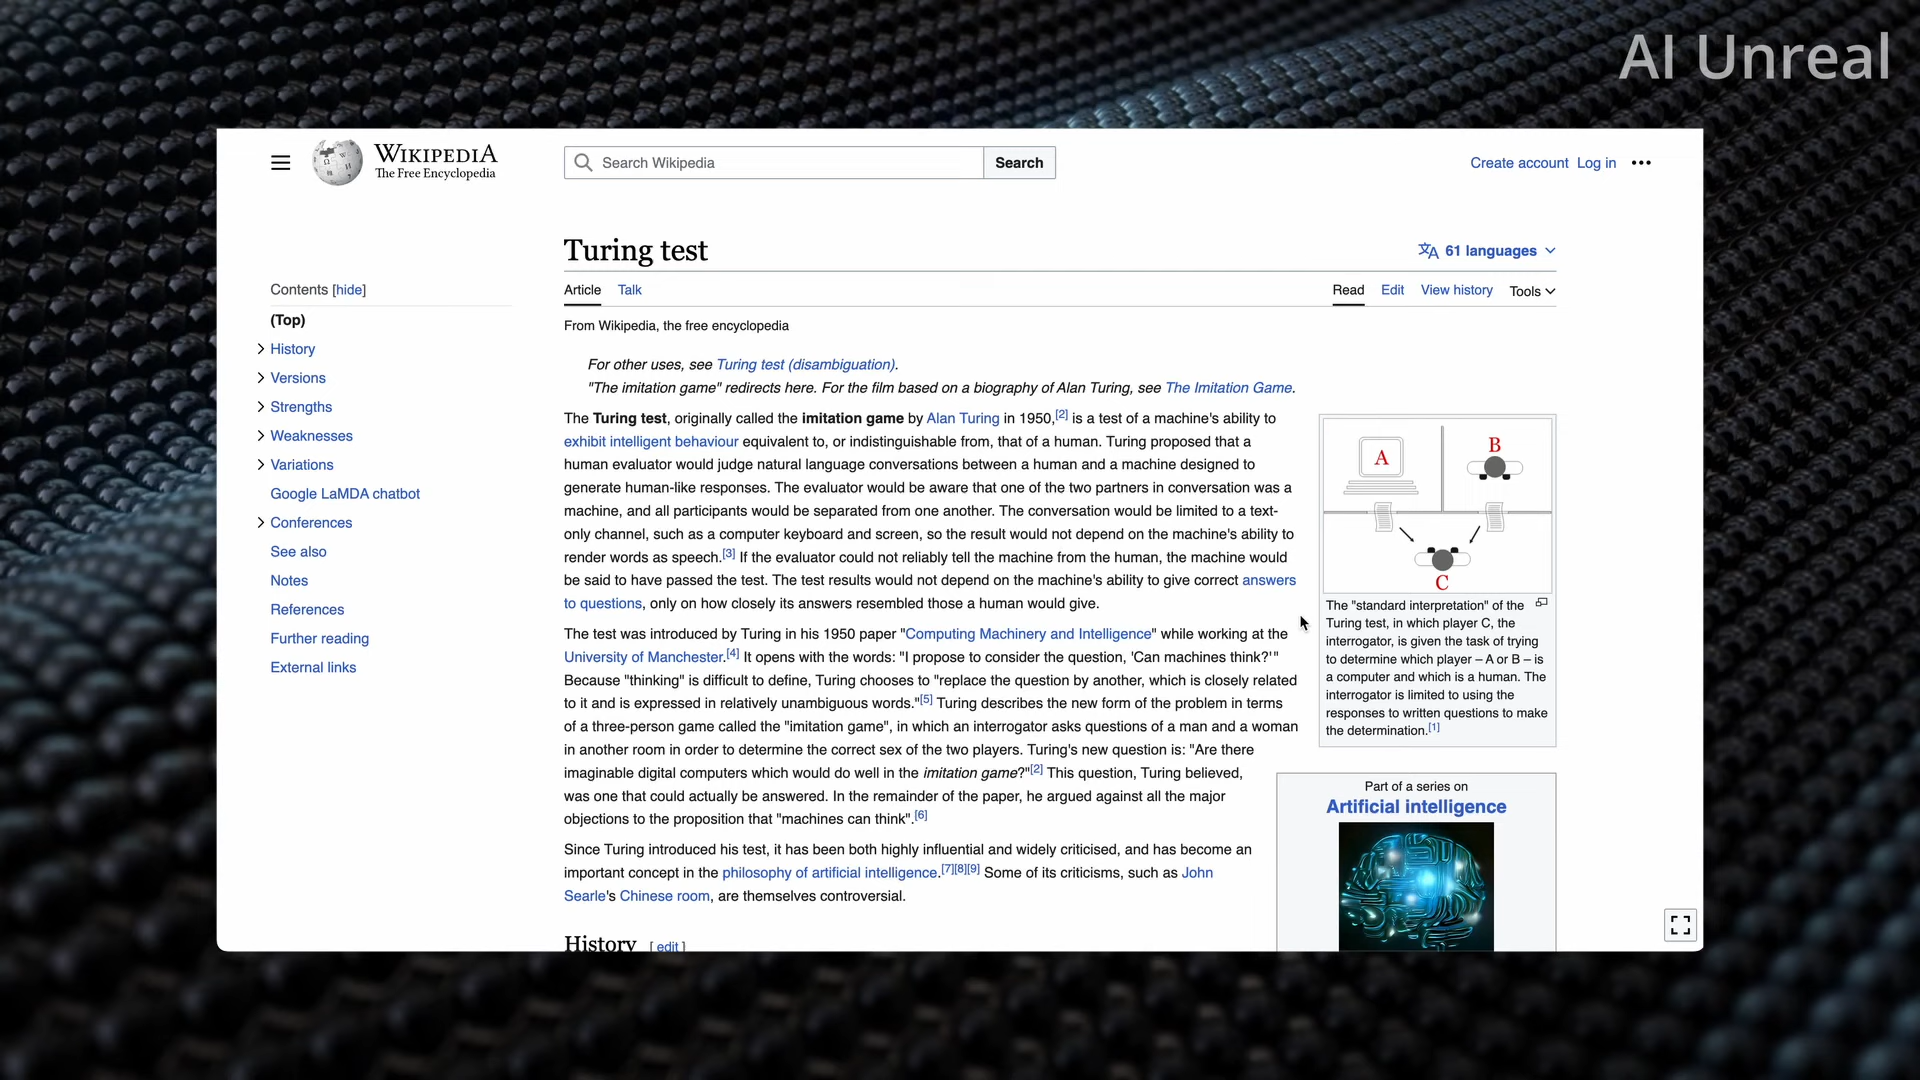 AI Unreal
WIKIPEDIA
The Free Encyclopedia
Search Wikipedia
Search
Create account Log in
Turing test
61 languages
Contents [hide]
(Top)
History
Versions
Strengths
Weaknesses
Variations
Google LaMDA chatbot
Conferences
See also
Notes
References
Further reading
External links
Article Talk
Read Edit View history Tools
From Wikipedia, the free encyclopedia
For other uses, see Turing test (disambiguation).
"The imitation game" redirects here. For the film based on a biography of Alan Turing, see The Imitation Game.
The Turing test, originally called the imitation game by Alan Turing in 1950,[2] is a test of a machine's ability to
exhibit intelligent behaviour equivalent to, or indistinguishable from, that of a human. Turing proposed that a
human evaluator would judge natural language conversations between a human and a machine designed to
generate human-like responses. The evaluator would be aware that one of the two partners in conversation was a
machine, and all participants would be separated from one another. The conversation would be limited to a text-
only channel, such as a computer keyboard and screen, so the result would not depend on the machine's ability to
render words as speech.[3] If the evaluator could not reliably tell the machine from the human, the machine would
be said to have passed the test. The test results would not depend on the machine's ability to give correct answers
to questions, only on how closely its answers resembled those a human would give.
The test was introduced by Turing in his 1950 paper "Computing Machinery and Intelligence" while working at the
University of Manchester.[4] It opens with the words: "I propose to consider the question, 'Can machines think?'"
Because "thinking" is difficult to define, Turing chooses to "replace the question by another, which is closely related
to it and is expressed in relatively unambiguous words."[5] Turing describes the new form of the problem in terms
of a three-person game called the "imitation game", in which an interrogator asks questions of a man and a woman
in another room in order to determine the correct sex of the two players. Turing's new question is: "Are there
imaginable digital computers which would do well in the imitation game?"[2] This question, Turing believed,
was one that could actually be answered. In the remainder of the paper, he argued against all the major
objections to the proposition that "machines can think".[6]
Since Turing introduced his test, it has been both highly influential and widely criticised, and has become an
important concept in the philosophy of artificial intelligence.[7][8][9] Some of its criticisms, such as John
Searle's Chinese room, are themselves controversial.
History [ edit ]
A
B
C
The "standard interpretation" of the
Turing test, in which player C, the
interrogator, is given the task of trying
to determine which player – A or B – is
a computer and which is a human. The
interrogator is limited to using the
responses to written questions to make
the determination.[1]
Part of a series on
Artificial intelligence